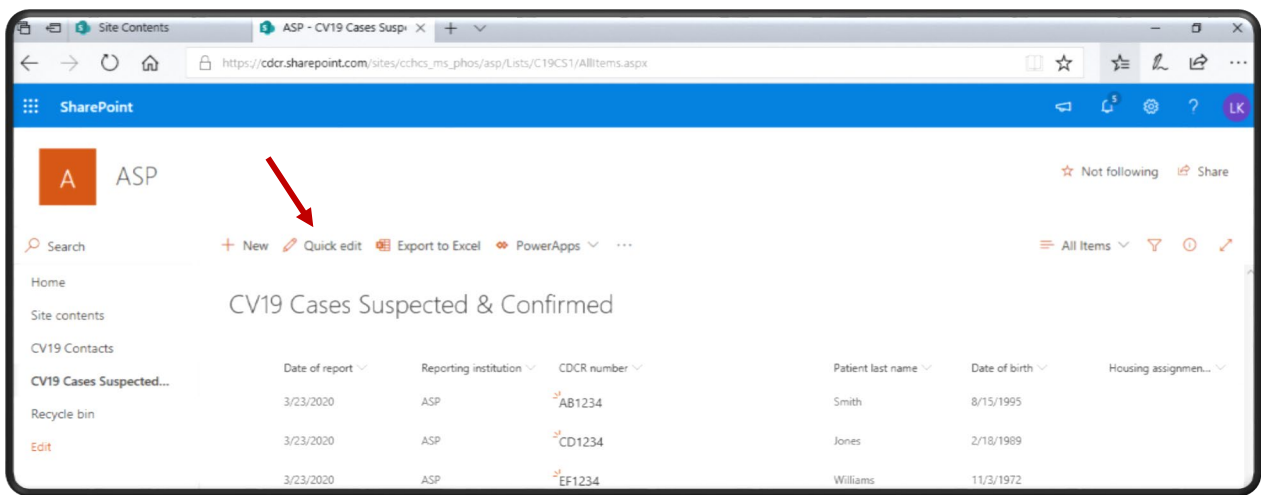 Site Contents
ASP - CV19 Cases Susp
https://cdcr.sharepoint.com/sites/cchcs_ms_phos/asp/Lists/C19CS1/AllItems.aspx
SharePoint
5
LK
A
ASP
Not following
Share
Search
New
Quick edit
Export to Excel
PowerApps
All Items
Home
Site contents
CV19 Contacts
CV19 Cases Suspected...
Recycle bin
Edit
CV19 Cases Suspected & Confirmed
Date of report
Reporting institution
CDCR number
Patient last name
Date of birth
Housing assignmen...
3/23/2020 ASP AB1234 Smith 8/15/1995
3/23/2020 ASP CD1234 Jones 2/18/1989
3/23/2020 ASP EF1234 Williams 11/3/1972